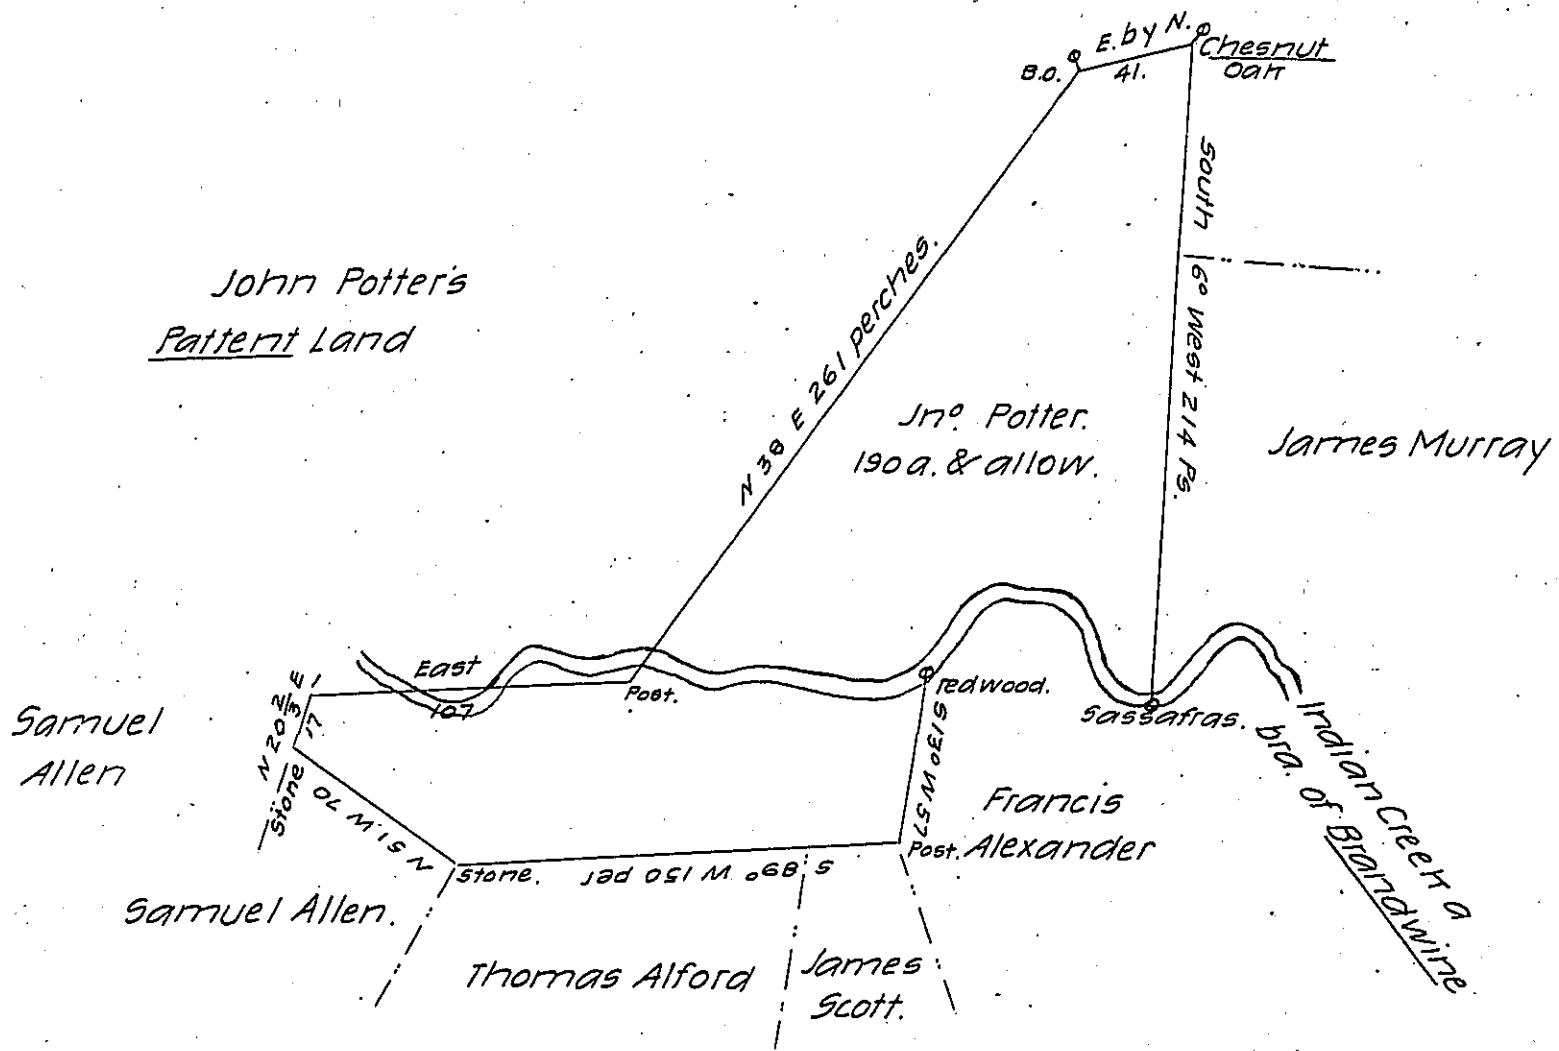 E. by N.
Chesnut
Oak
B.O.
41.
South 6° West 214 Ps.
John Potter's
Pattent Land
N 38 E 261 perches.
Jno. Potter.
190 a. & allow.
James Murray
East
107
Post.
redwood.
Sassafras.
Samuel
Allen
N 20 2/3 E
17
Stone
N 51. W 70
S 130 W 57
Francis
Alexander
Post.
Stone.
S 89° W 150 per
Indian Creek a
bra. of Brandwine
Samuel Allen.
Thomas Alford
James
Scott.